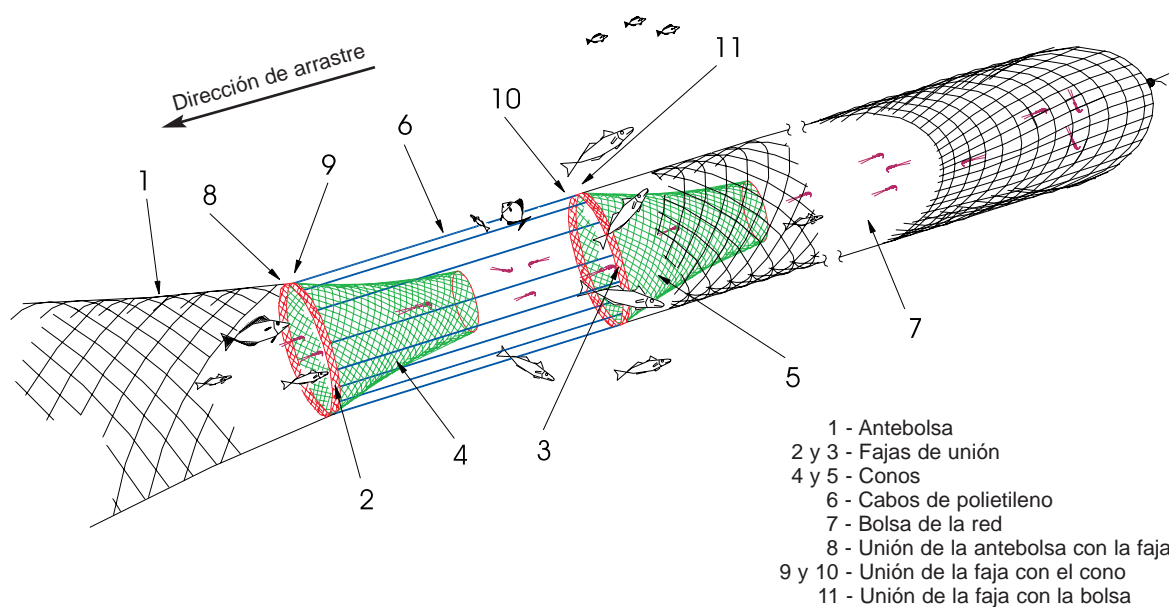 Dirección de arrastre
11
10
6
9
8
1
7
5
3
4
2
1 - Antebolsa
2 y 3 - Fajas de unión
4 y 5 - Conos
6 - Cabos de polietileno
7 - Bolsa de la red
8 - Unión de la antebolsa con la faja
9 y 10 - Unión de la faja con el cono
11 - Unión de la faja con la bolsa